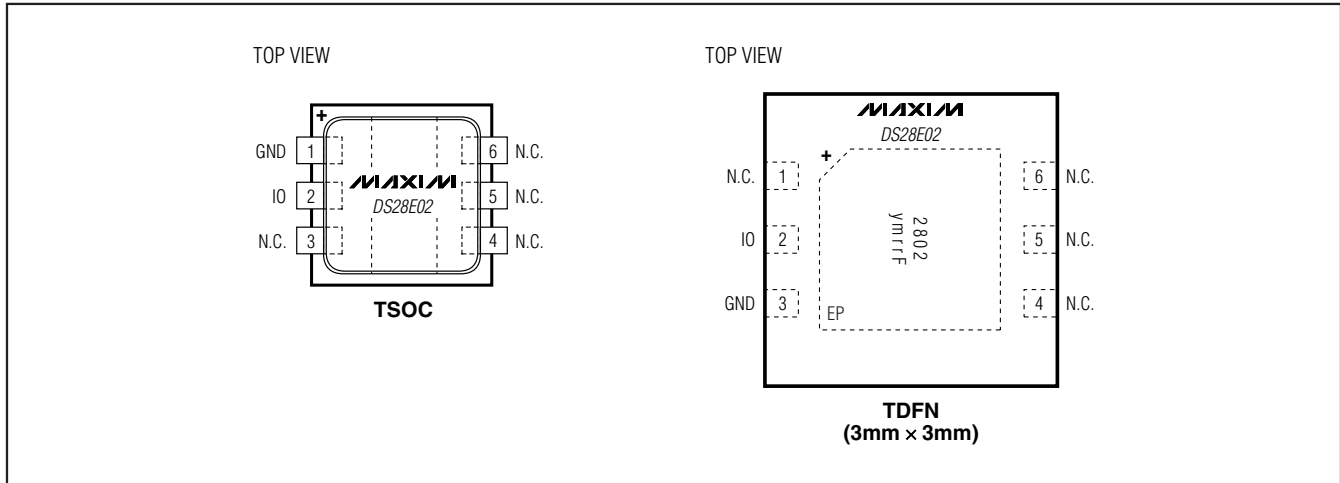 TOP VIEW
+
GND 1
6 N.C.
MAXIM
IO 2
5 N.C.
DS28E02
N.C. 3
4 N.C.
TSOC
TOP VIEW
MAXIM
DS28E02
+
N.C. 1
6 N.C.
2802
ymrrF
IO 2
5 N.C.
GND 3
4 N.C.
EP
TDFN
(3mm × 3mm)